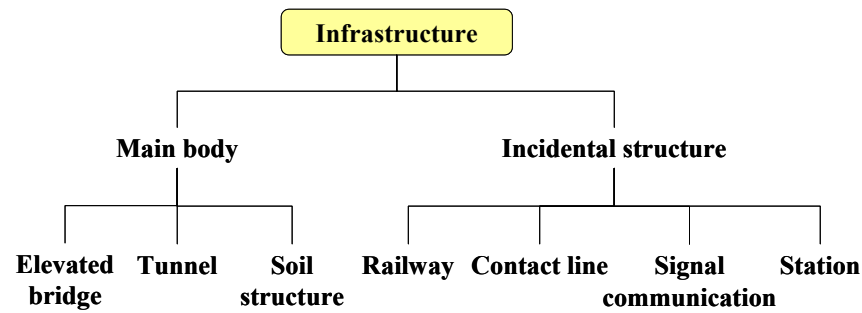 Infrastructure
Main body
Incidental structure
Elevated
bridge
Tunnel
Soil
structure
Railway
Contact line
Signal
communication
Station